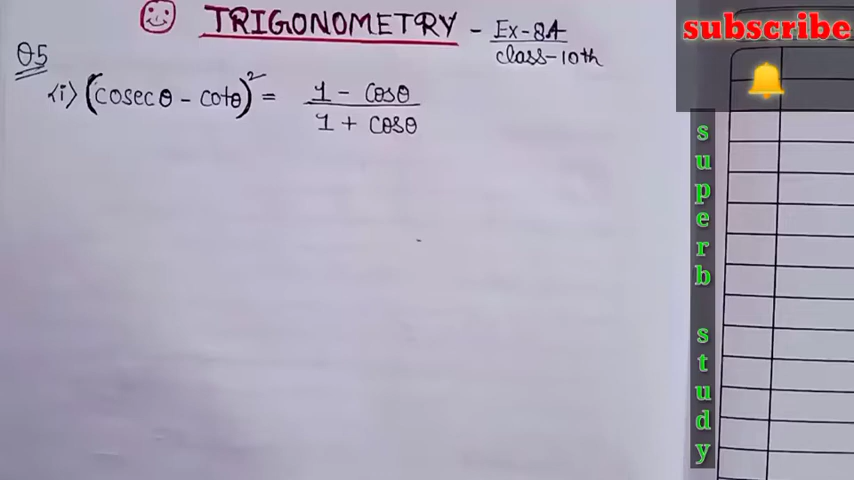 TRIGONOMETRY - Ex-8A
class-10th
subscribe
Q5
(i) (cosecθ - cotθ)² = 1 - cosθ
1 + cosθ
superb study